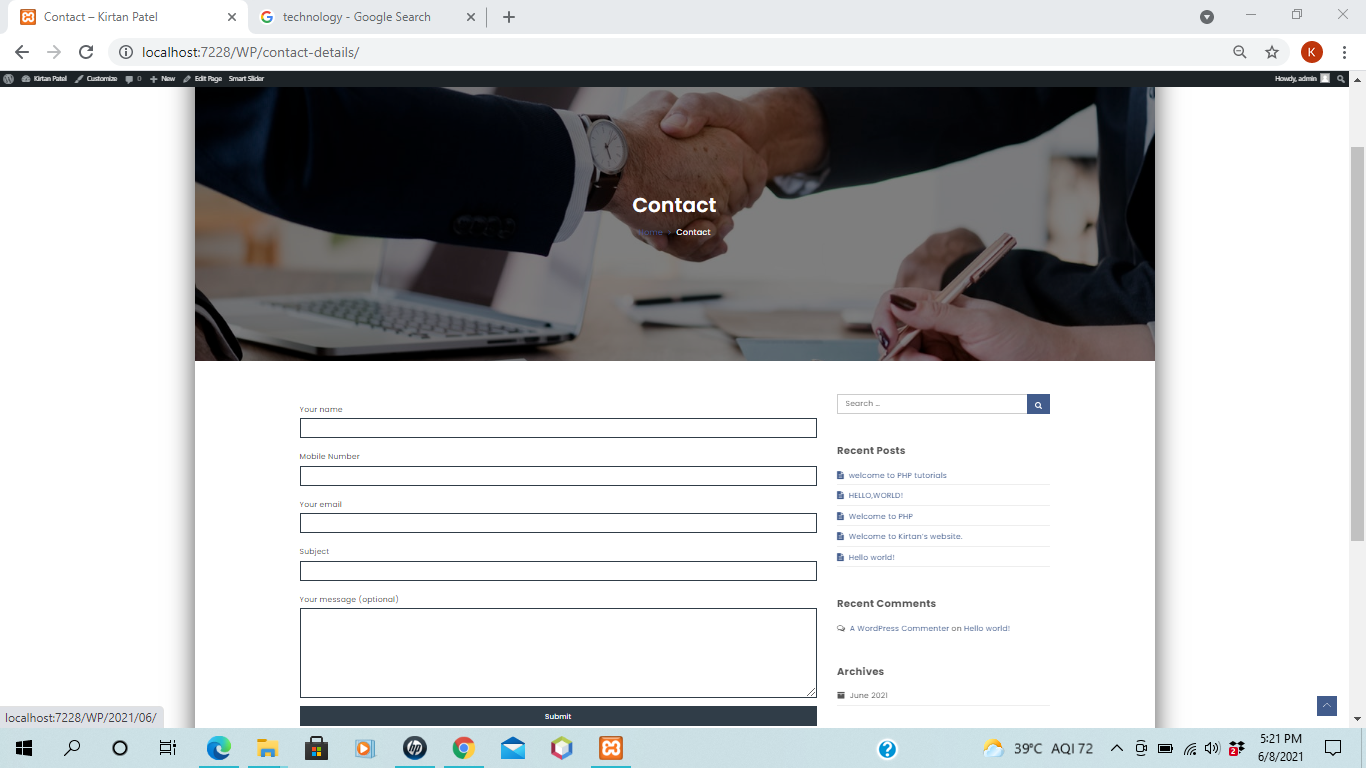 Contact – Kirtan Patel
technology - Google Search
localhost:7228/WP/contact-details/
K
Kirtan Patel Customize 0 New Edit Page Smart Slider
Howdy, admin
Contact
Home Contact
Your name
Mobile Number
Your email
Subject
Your message (optional)
Submit
Search ...
Recent Posts
welcome to PHP tutorials
HELLO,WORLD!
Welcome to PHP
Welcome to Kirtan's website.
Hello world!
Recent Comments
A WordPress Commenter on Hello world!
Archives
June 2021
localhost:7228/WP/2021/06/
39°C AQI 72
2
5:21 PM
6/8/2021